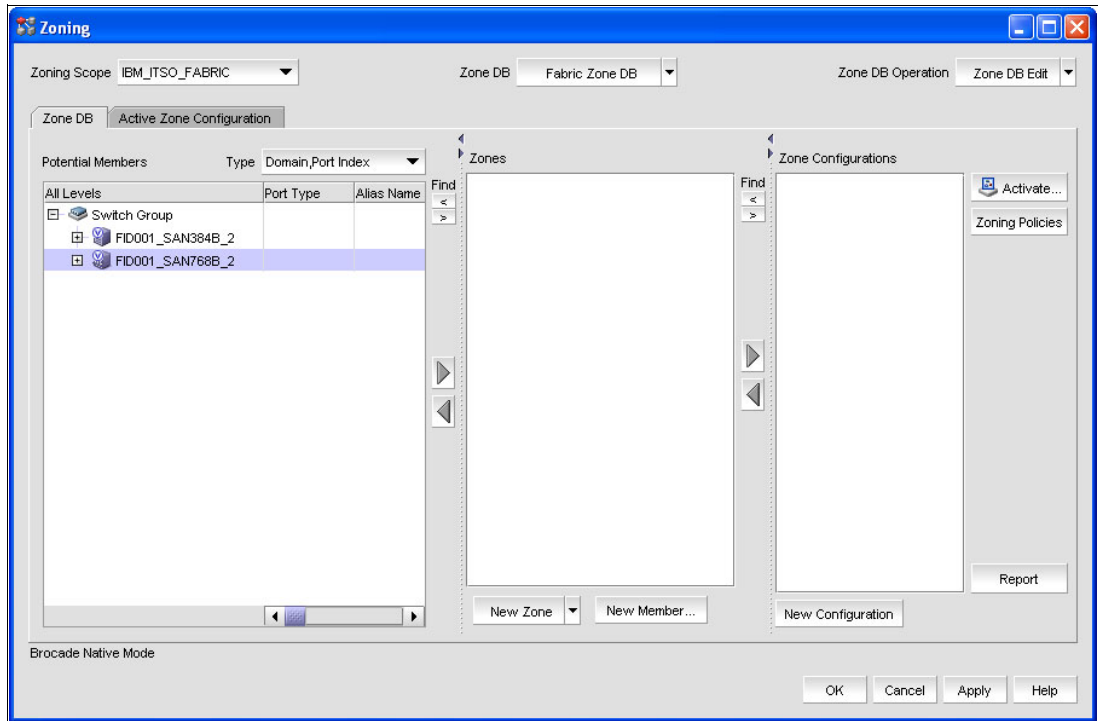 Zoning
Zoning Scope IBM_ITSO_FABRIC Zone DB Fabric Zone DB Zone DB Operation Zone DB Edit
Zone DB Active Zone Configuration
Potential Members Type Domain,Port Index Zones Zone Configurations
All Levels Port Type Alias Name Find Find Activate...
< <
> >
Switch Group Zoning Policies
FID001_SAN384B_2
FID001_SAN768B_2
Report
New Zone New Member... New Configuration
Brocade Native Mode
OK Cancel Apply Help